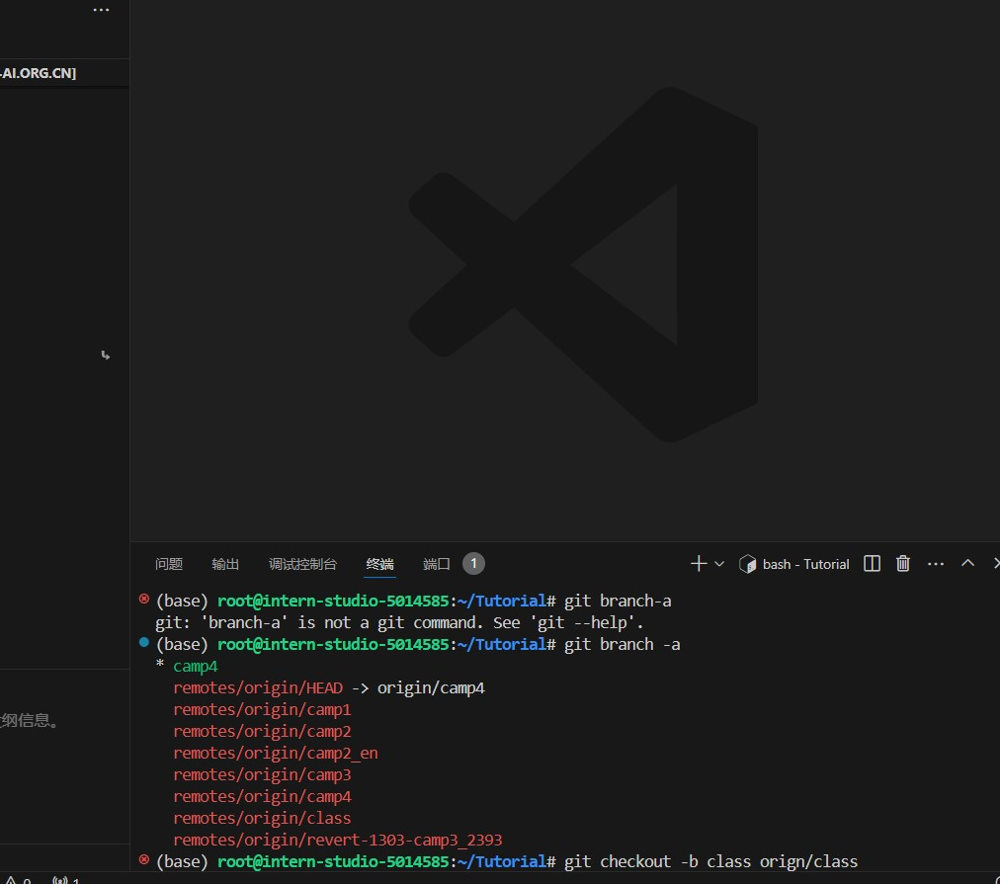 ...
-AI.ORG.CN]
纲信息。
问题 输出 调试控制台 终端 端口 1 bash - Tutorial ...
(base) root@intern-studio-5014585:~/Tutorial# git branch-a
git: 'branch-a' is not a git command. See 'git --help'.
(base) root@intern-studio-5014585:~/Tutorial# git branch -a
* camp4
remotes/origin/HEAD -> origin/camp4
remotes/origin/camp1
remotes/origin/camp2
remotes/origin/camp2_en
remotes/origin/camp3
remotes/origin/camp4
remotes/origin/class
remotes/origin/revert-1303-camp3_2393
(base) root@intern-studio-5014585:~/Tutorial# git checkout -b class orign/class
0 1